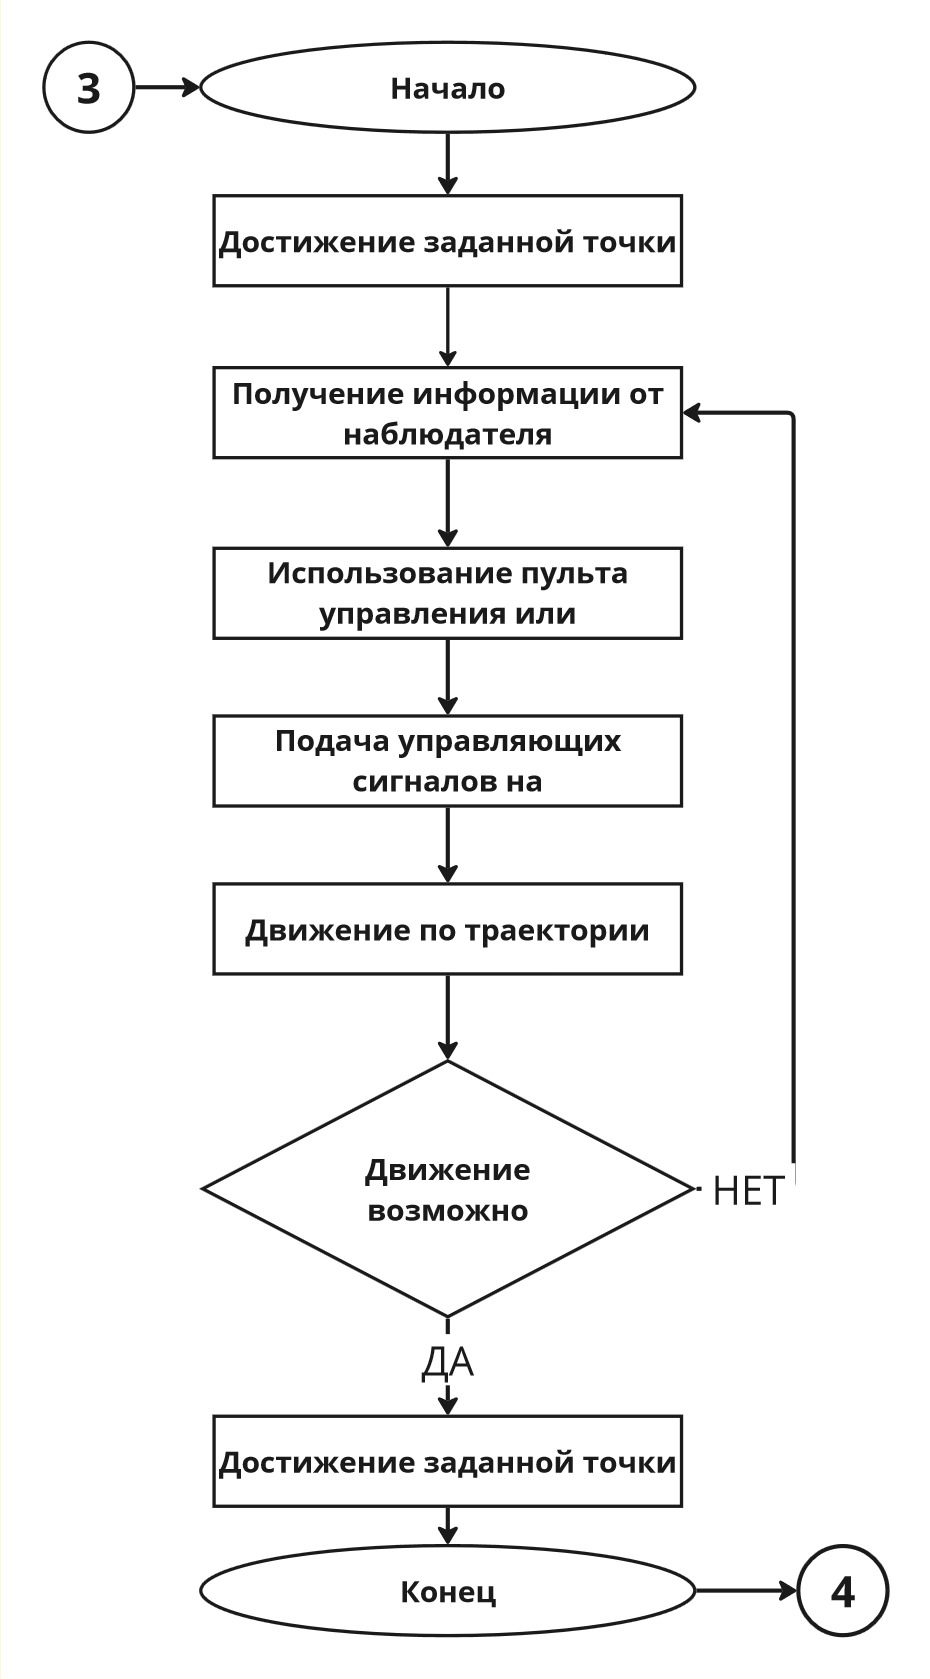 3
Начало
Достижение заданной точки
Получение информации от
наблюдателя
Использование пульта
управления или
Подача управляющих
сигналов на
Движение по траектории
Движение
возможно
НЕТ
ДА
Достижение заданной точки
Конец
4